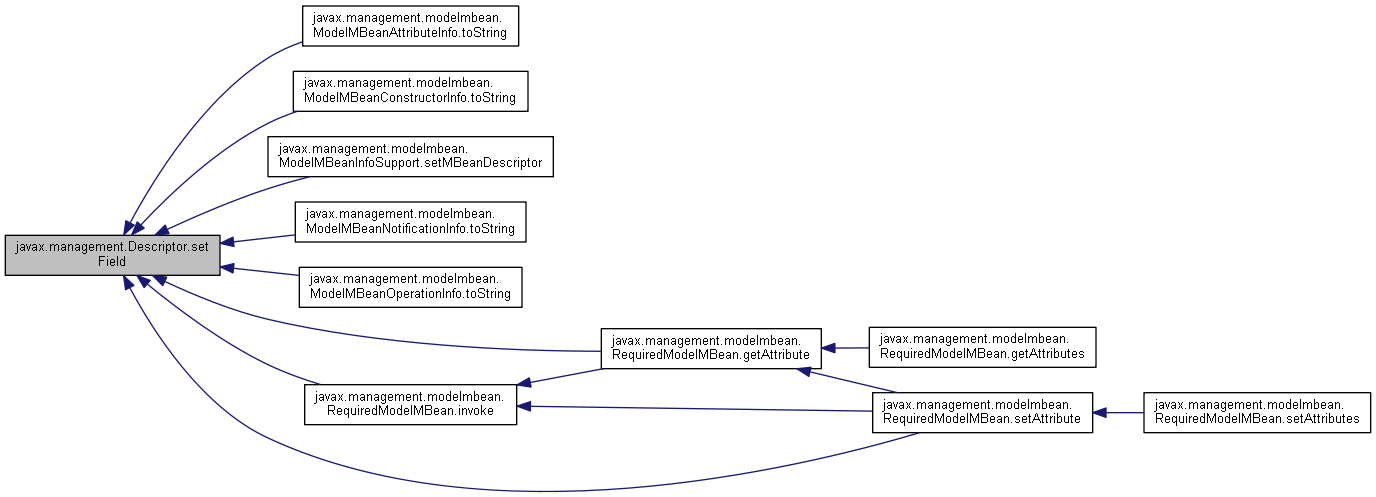 javax.management.modelmbean.
ModelMBeanAttributeInfo.toString
javax.management.modelmbean.
ModelMBeanConstructorInfo.toString
javax.management.modelmbean.
ModelMBeanInfoSupport.setMBeanDescriptor
javax.management.modelmbean.
ModelMBeanNotificationInfo.toString
javax.management.Descriptor.set
Field
javax.management.modelmbean.
ModelMBeanOperationInfo.toString
javax.management.modelmbean.
RequiredModelMBean.getAttribute
javax.management.modelmbean.
RequiredModelMBean.getAttributes
javax.management.modelmbean.
RequiredModelMBean.invoke
javax.management.modelmbean.
RequiredModelMBean.setAttribute
javax.management.modelmbean.
RequiredModelMBean.setAttributes